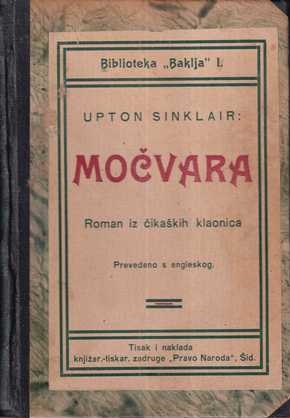 Biblioteka „Baklja" I.
UPTON SINKLAIR:
MOČVARA
Roman iz čikaških klaonica
Prevedeno s engleskog.
Tisak i naklada
knjižar.-tiskar. zadruge „Pravo Naroda", Šid.